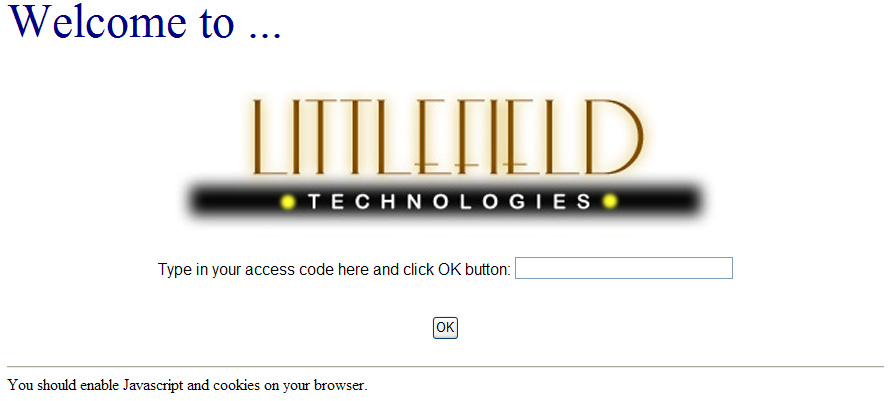 Welcome to ...
LITTLEFIELD
TECHNOLOGIES
Type in your access code here and click OK button:
OK
You should enable Javascript and cookies on your browser.